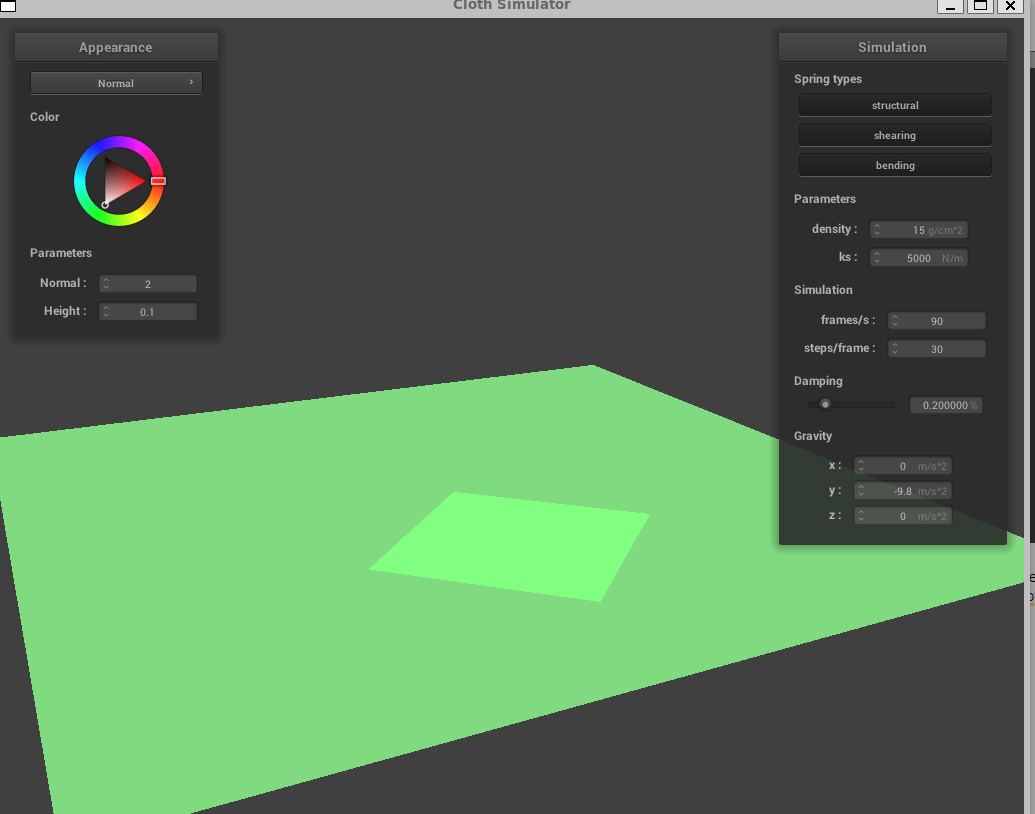 Cloth Simulator
Appearance
Normal
Color
Parameters
Normal : 2
Height : 0.1
Simulation
Spring types
structural
shearing
bending
Parameters
density : 15 g/cm^2
ks : 5000 N/m
Simulation
frames/s : 90
steps/frame : 30
Damping
0.200000 %
Gravity
x : 0 m/s^2
y : -9.8 m/s^2
z : 0 m/s^2